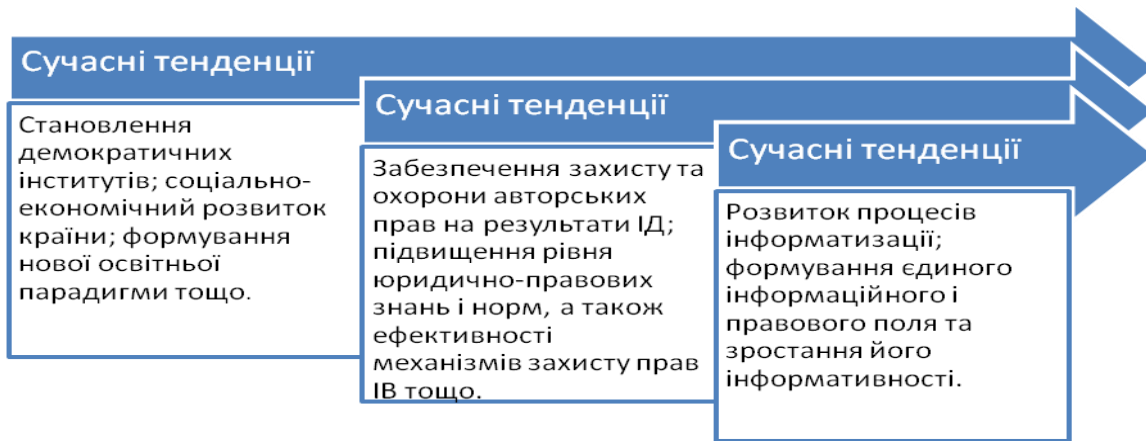 Сучасні тенденції
Становлення
демократичних
інститутів; соціально-
економічний розвиток
країни; формування
нової освітньої
парадигми тощо.
Сучасні тенденції
Забезпечення захисту та
охорони авторських
прав на результати ІД;
підвищення рівня
юридично-правових
знань і норм, а також
ефективності
механізмів захисту прав
ІВ тощо.
Сучасні тенденції
Розвиток процесів
інформатизації;
формування єдиного
інформаційного і
правового поля та
зростання його
інформативності.